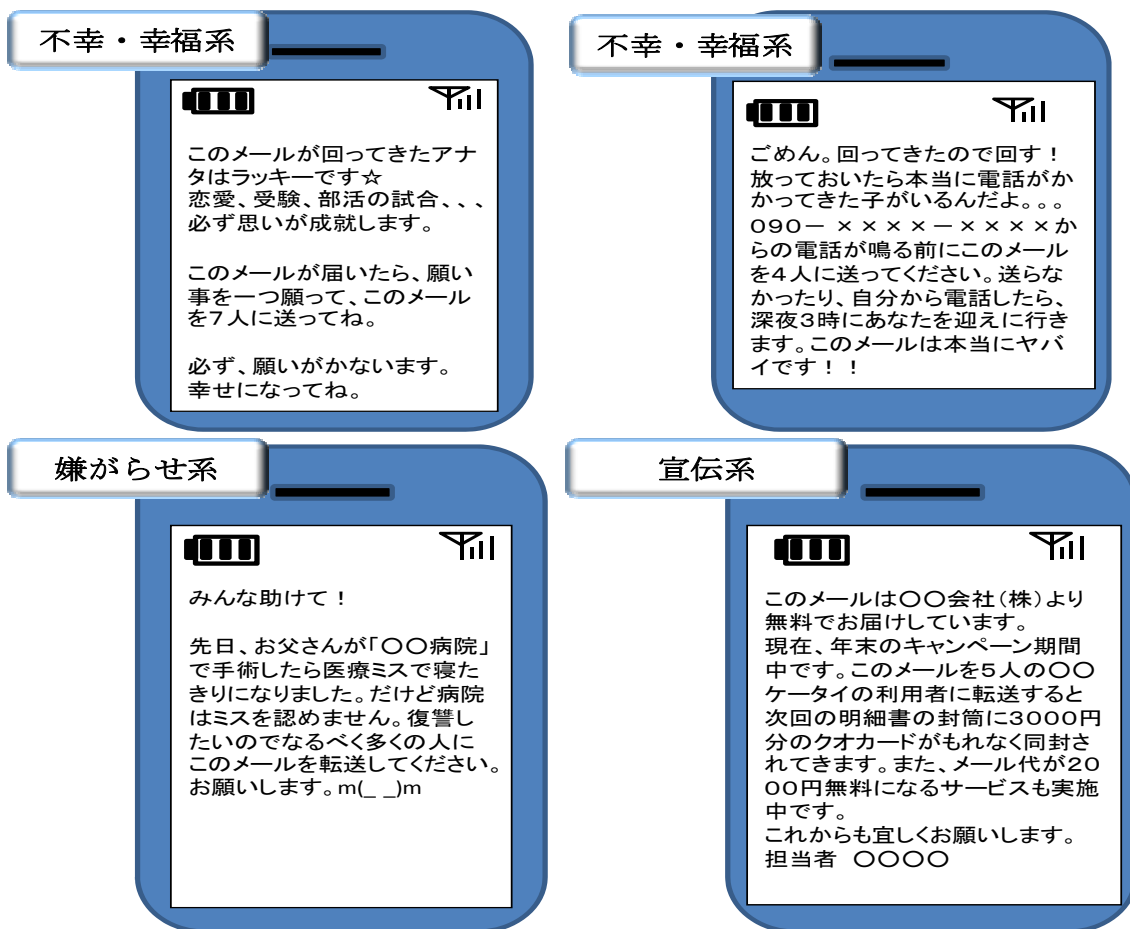 不幸・幸福系
このメールが回ってきたアナ
タはラッキーです☆
恋愛、受験、部活の試合、、、
必ず思いが成就します。
このメールが届いたら、願い
事を一つ願って、このメール
を７人に送ってね。
必ず、願いがかないます。
幸せになってね。
不幸・幸福系
ごめん。回ってきたので回す！
放っておいたら本当に電話がか
かってきた子がいるんだよ。。。
０９０－××××－××××か
らの電話が鳴る前にこのメール
を４人に送ってください。送らな
かったり、自分から電話したら、
深夜３時にあなたを迎えに行き
ます。このメールは本当にヤバ
イです！！
嫌がらせ系
みんな助けて！
先日、お父さんが「〇〇病院」
で手術したら医療ミスで寝た
きりになりました。だけど病院
はミスを認めません。復讐し
たいのでなるべく多くの人に
このメールを転送してください。
お願いします。m(_ _)m
宣伝系
このメールは〇〇会社（株）より
無料でお届けしています。
現在、年末のキャンペーン期間
中です。このメールを５人の〇〇
ケータイの利用者に転送すると
次回の明細書の封筒に３０００円
分のクオカードがもれなく同封さ
れてきます。また、メール代が２０
００円無料になるサービスも実施
中です。
これからも宜しくお願いします。
担当者　〇〇〇〇